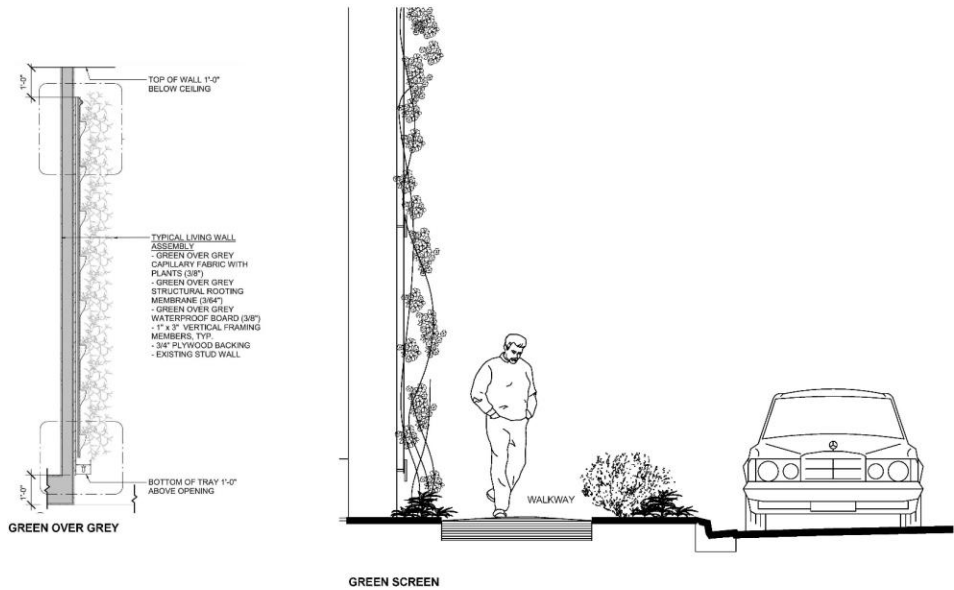 1'-0"
TOP OF WALL 1'-0"
BELOW CEILING
TYPICAL LIVING WALL
ASSEMBLY
- GREEN OVER GREY
CAPILLARY FABRIC WITH
PLANTS (3/8")
- GREEN OVER GREY
STRUCTURAL ROOTING
MEMBRANE (3/64")
- GREEN OVER GREY
WATERPROOF BOARD (3/8")
- 1" x 3" VERTICAL FRAMING
MEMBERS, TYP.
- 3/4" PLYWOOD BACKING
- EXISTING STUD WALL
BOTTOM OF TRAY 1'-0"
ABOVE OPENING
1'-0"
GREEN OVER GREY
WALKWAY
GREEN SCREEN